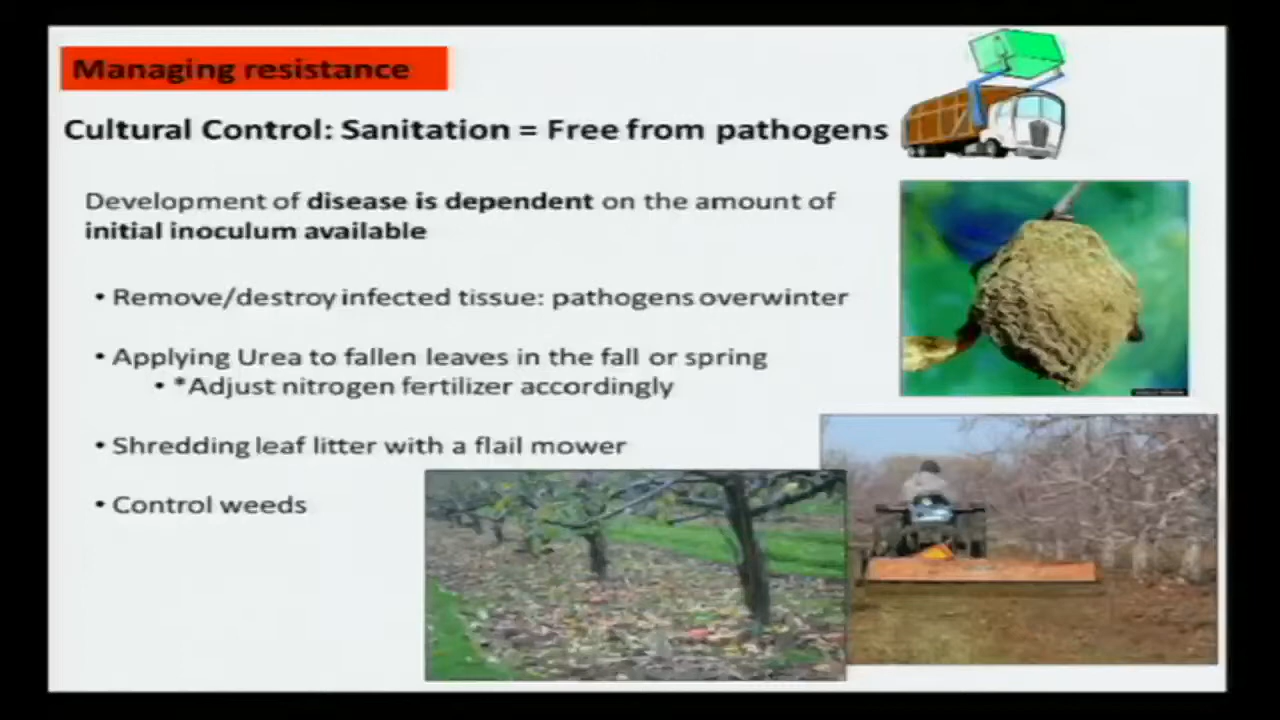 Managing resistance
Cultural Control: Sanitation = Free from pathogens
Development of disease is dependent on the amount of
initial inoculum available
• Remove/destroy infected tissue: pathogens overwinter
• Applying Urea to fallen leaves in the fall or spring
• *Adjust nitrogen fertilizer accordingly
• Shredding leaf litter with a flail mower
• Control weeds